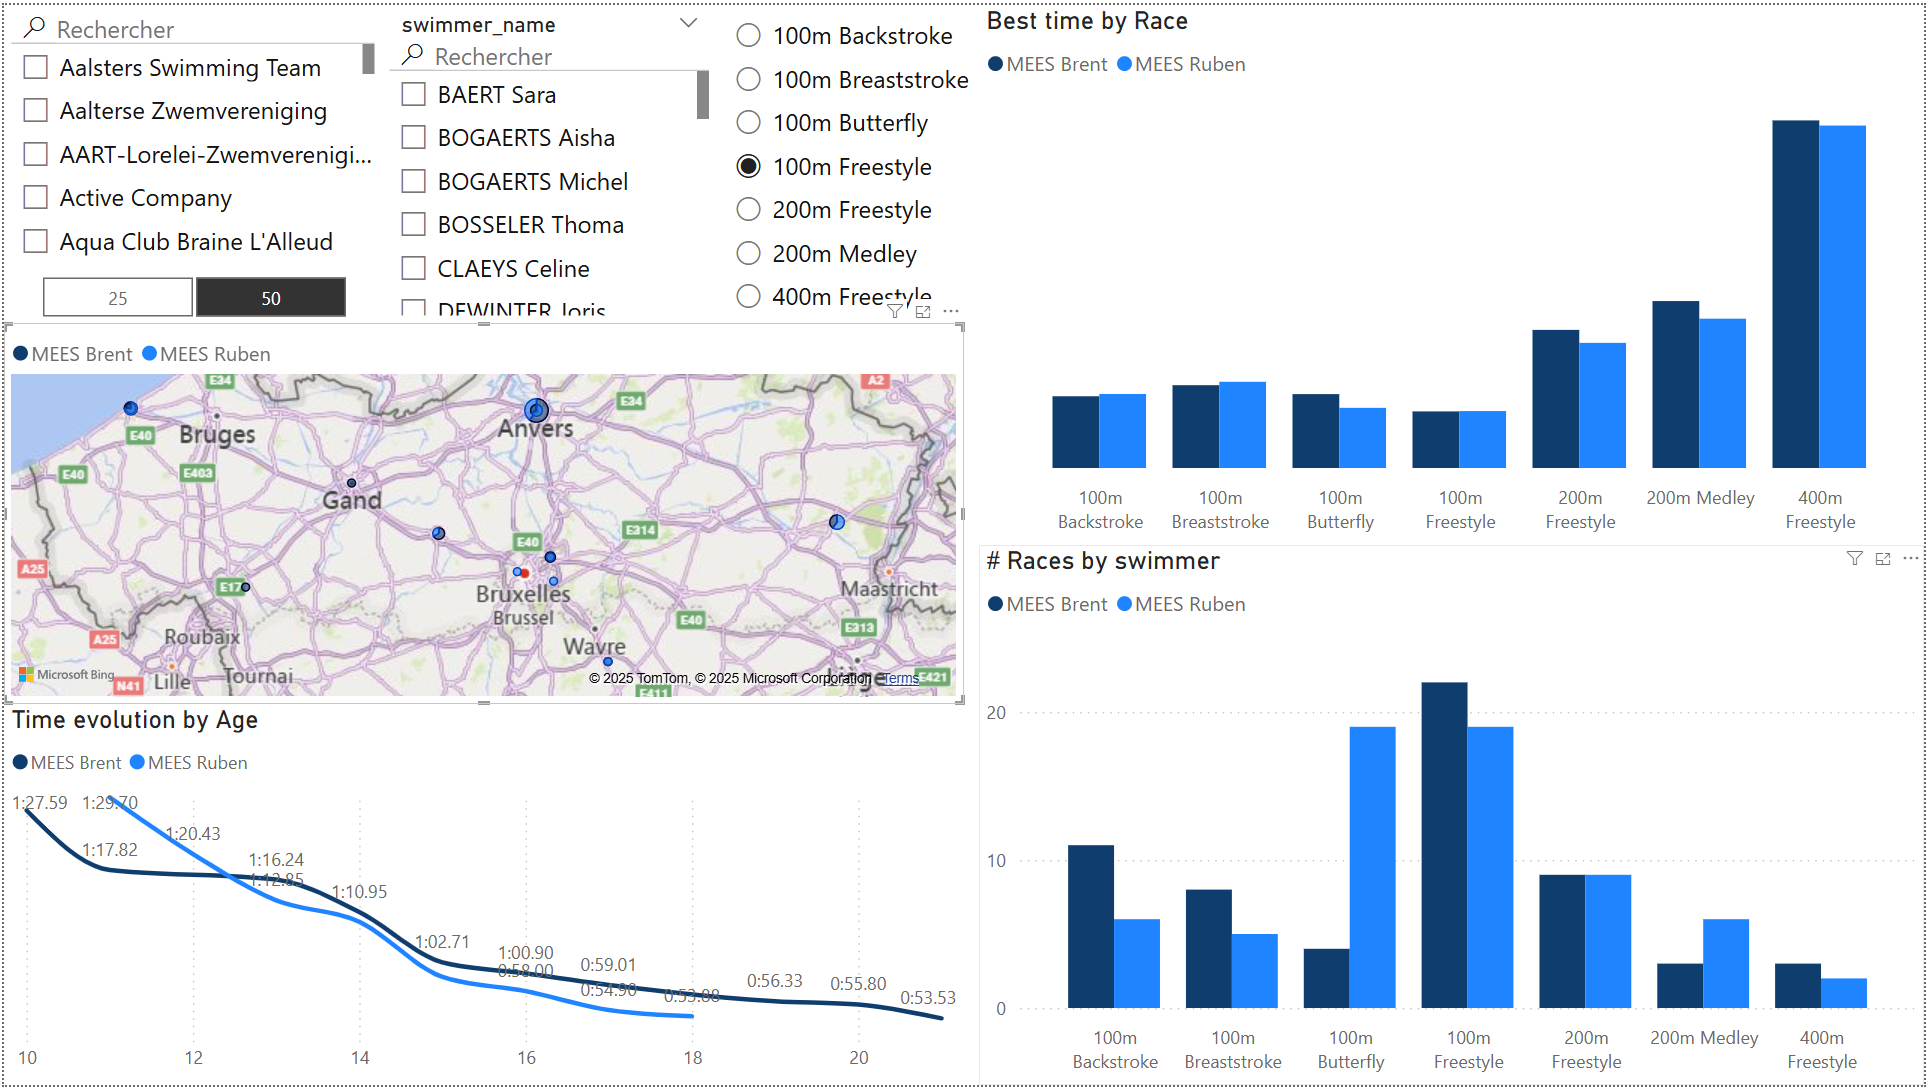 Rechercher
Aalsters Swimming Team
Aalterse Zwemvereniging
AART-Lorelei-Zwemverenigi...
Active Company
Aqua Club Braine L'Alleud
25
50
swimmer_name
Rechercher
BAERT Sara
BOGAERTS Aisha
BOGAERTS Michel
BOSSELER Thoma
CLAEYS Celine
DEWINTER Joris
100m Backstroke
100m Breaststroke
100m Butterfly
100m Freestyle
200m Freestyle
200m Medley
400m Freestyle
MEES Brent
MEES Ruben
E34
A2
E34
Anvers
E40
Bruges
E40
E403
Gand
E314
E40
A25
E17
Bruxelles
Brussel
Maastricht
A25
Roubaix
E40
E313
Wavre
Microsoft Bing
N41
Lille
Tournai
© 2025 TomTom, © 2025 Microsoft Corporation
Terms
E421
E411
Time evolution by Age
MEES Brent
MEES Ruben
1:27.59
1:29.70
1:20.43
1:17.82
1:16.24
1:12.85
1:10.95
1:02.71
1:00.90
0:58.00
0:59.01
0:54.90
0:53.88
0:56.33
0:55.80
0:53.53
10
12
14
16
18
20
Best time by Race
MEES Brent
MEES Ruben
100m
Backstroke
100m
Breaststroke
100m
Butterfly
100m
Freestyle
200m
Freestyle
200m Medley
400m
Freestyle
# Races by swimmer
MEES Brent
MEES Ruben
20
10
0
100m
Backstroke
100m
Breaststroke
100m
Butterfly
100m
Freestyle
200m
Freestyle
200m Medley
400m
Freestyle